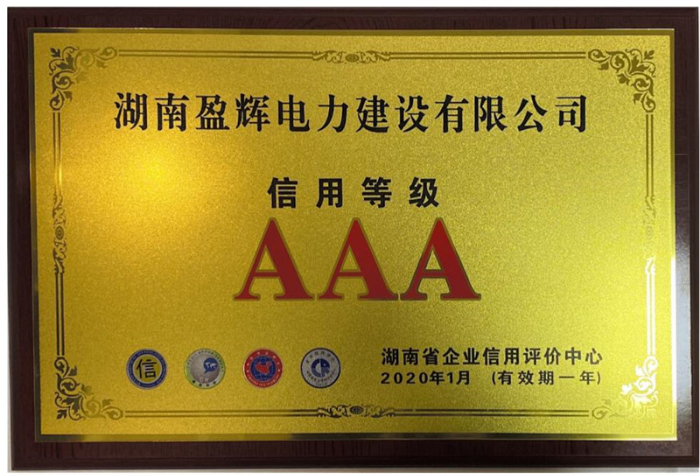 湖南盈辉电力建设有限公司
信用等级
AAA
信
湖南省企业信用评价中心
2020年1月 (有效期一年)